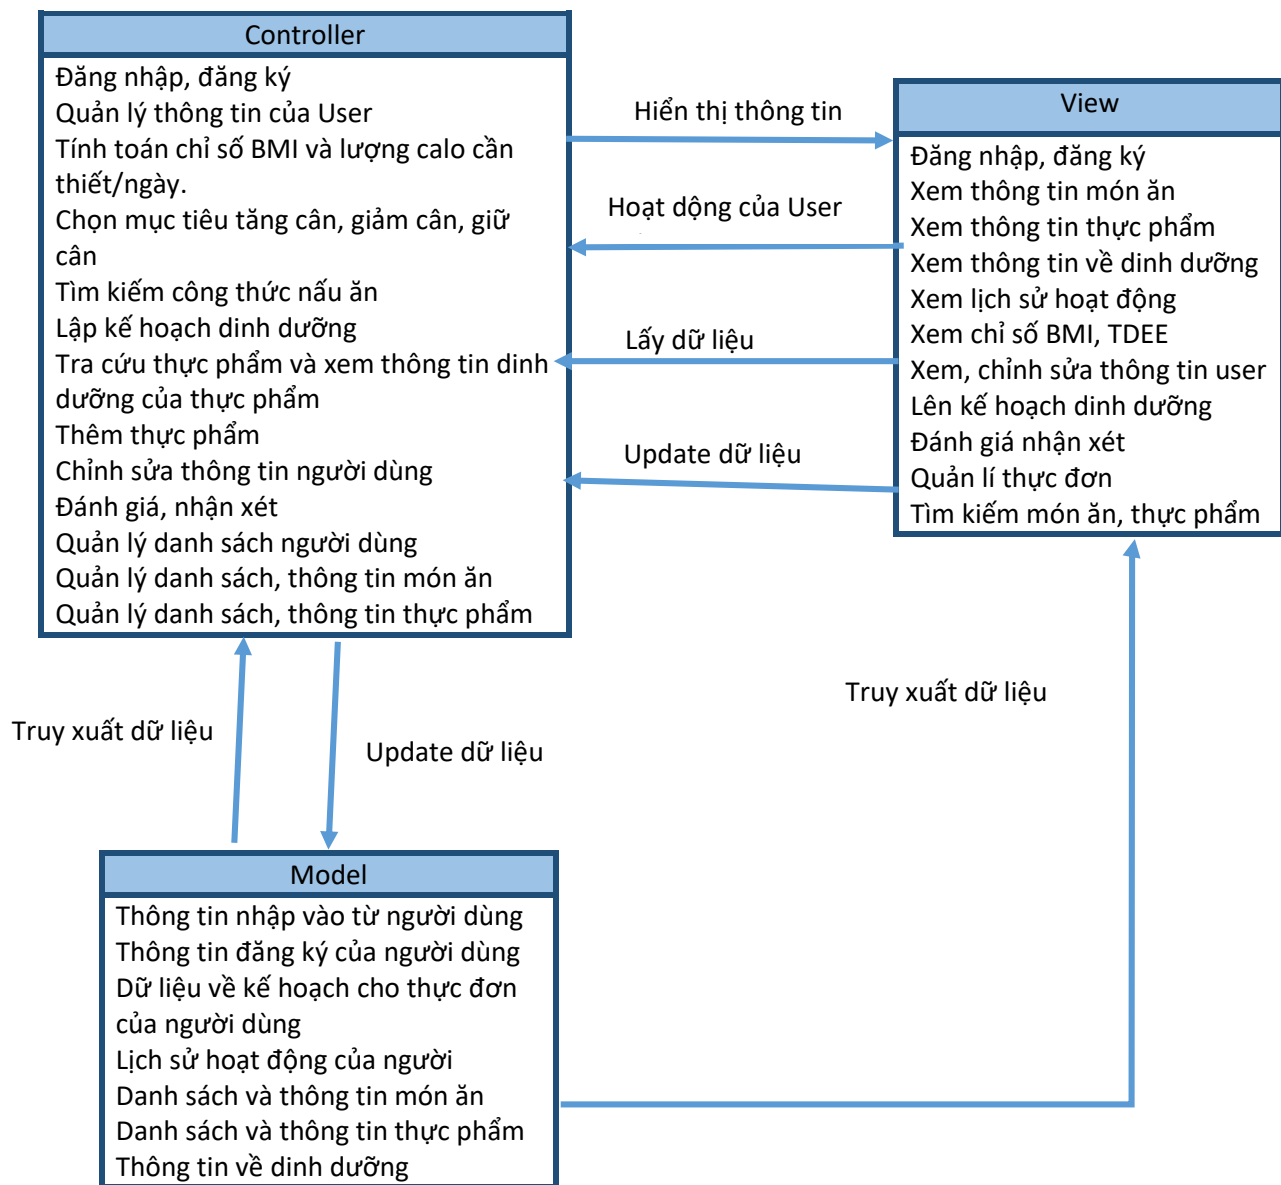 Controller
Đăng nhập, đăng ký
Quản lý thông tin của User
Tính toán chỉ số BMI và lượng calo cần
thiết/ngày.
Chọn mục tiêu tăng cân, giảm cân, giữ
cân
Tìm kiếm công thức nấu ăn
Lập kế hoạch dinh dưỡng
Tra cứu thực phẩm và xem thông tin dinh
dưỡng của thực phẩm
Thêm thực phẩm
Chỉnh sửa thông tin người dùng
Đánh giá, nhận xét
Quản lý danh sách người dùng
Quản lý danh sách, thông tin món ăn
Quản lý danh sách, thông tin thực phẩm
Hiển thị thông tin
Hoạt dộng của User
Lấy dữ liệu
Update dữ liệu
View
Đăng nhập, đăng ký
Xem thông tin món ăn
Xem thông tin thực phẩm
Xem thông tin về dinh dưỡng
Xem lịch sử hoạt động
Xem chỉ số BMI, TDEE
Xem, chỉnh sửa thông tin user
Lên kế hoạch dinh dưỡng
Đánh giá nhận xét
Quản lí thực đơn
Tìm kiếm món ăn, thực phẩm
Truy xuất dữ liệu
Update dữ liệu
Truy xuất dữ liệu
Model
Thông tin nhập vào từ người dùng
Thông tin đăng ký của người dùng
Dữ liệu về kế hoạch cho thực đơn
của người dùng
Lịch sử hoạt động của người
Danh sách và thông tin món ăn
Danh sách và thông tin thực phẩm
Thông tin về dinh dưỡng